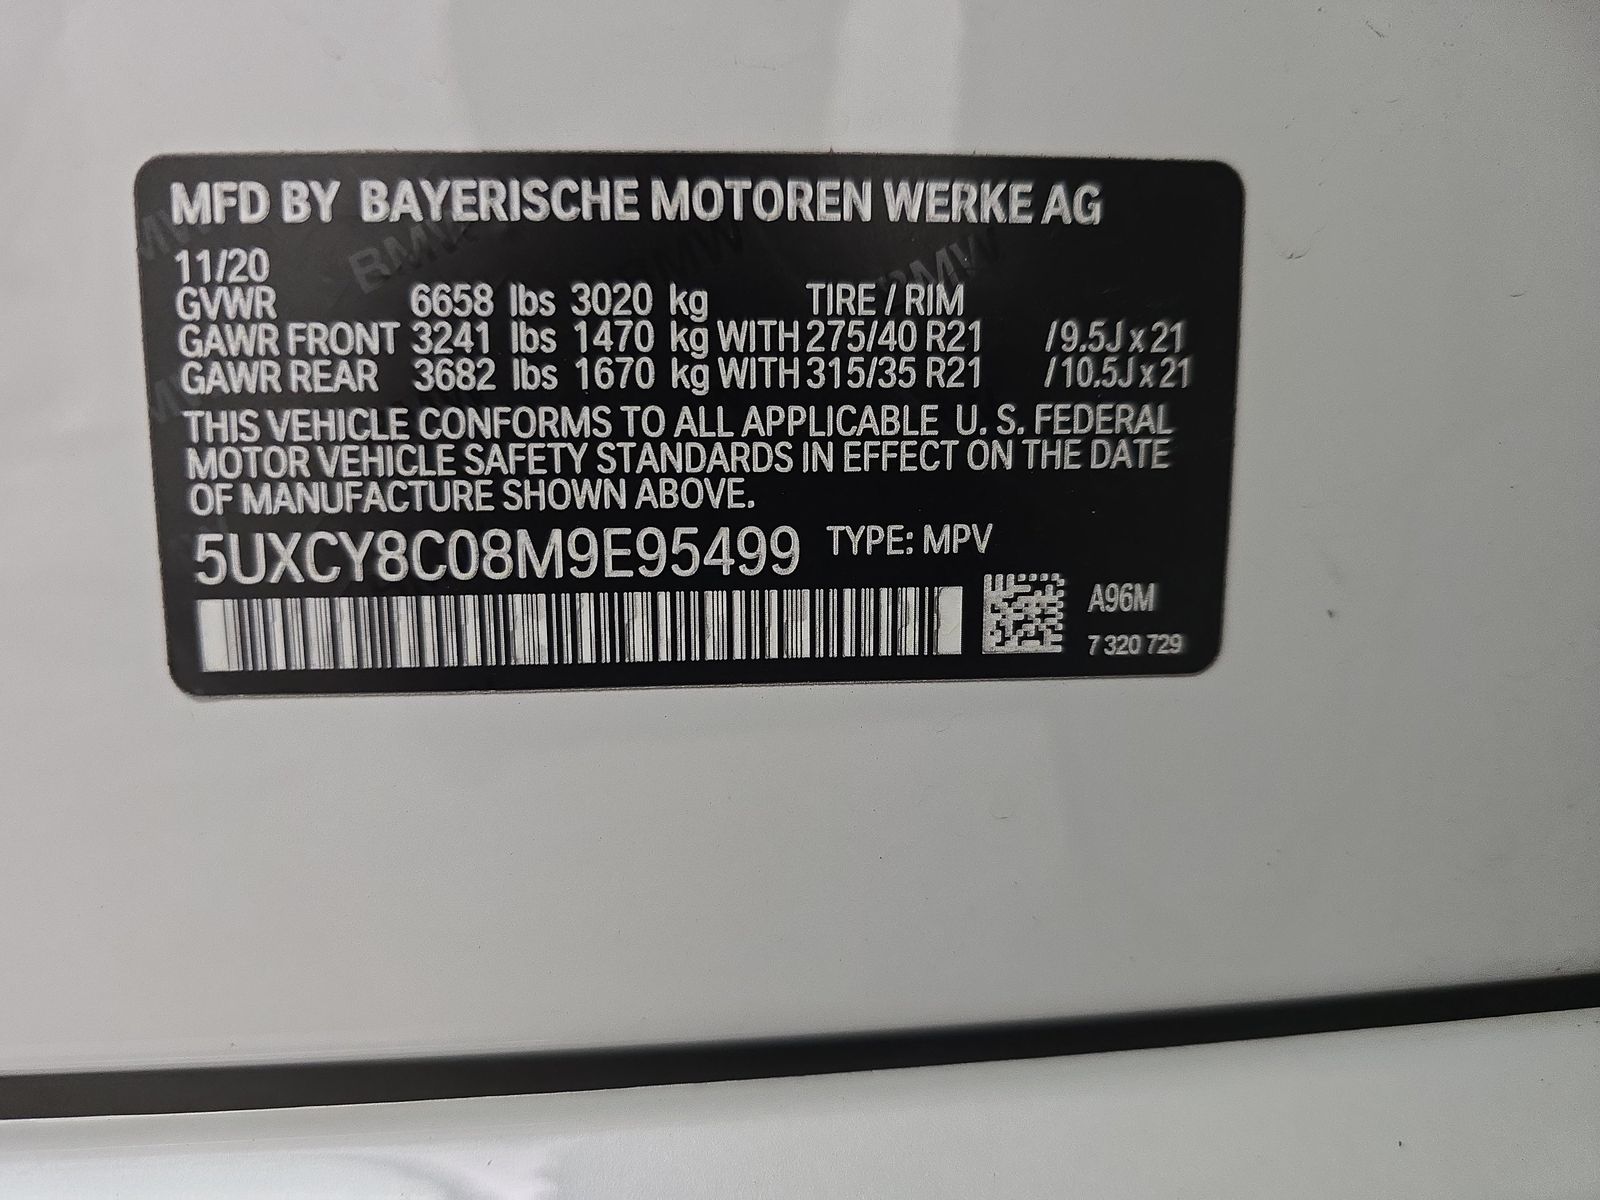 MFD BY BAYERISCHE MOTOREN WERKE AG
11/20
GVWR 6658 lbs 3020 kg TIRE / RIM
GAWR FRONT 3241 lbs 1470 kg WITH 275/40 R21 /9.5J x 21
GAWR REAR 3682 lbs 1670 kg WITH 315/35 R21 /10.5J x 21
THIS VEHICLE CONFORMS TO ALL APPLICABLE U. S. FEDERAL
MOTOR VEHICLE SAFETY STANDARDS IN EFFECT ON THE DATE
OF MANUFACTURE SHOWN ABOVE.
5UXCY8C08M9E95499 TYPE: MPV
A96M
7 320 729